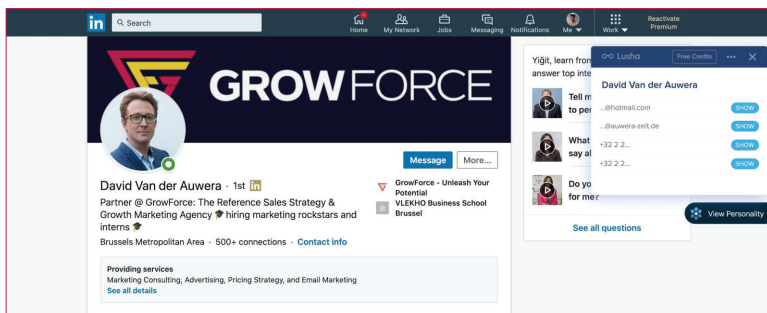 in
Search
Home
My Network
Jobs
Messaging
Notifications
Me
Work
Reactivate
Premium
GROWFORCE
Message
More...
David Van der Auwera · 1st in
Partner @ GrowForce: The Reference Sales Strategy &
Growth Marketing Agency 🎓 hiring marketing rockstars and
interns 🎓
Brussels Metropolitan Area · 500+ connections · Contact info
GrowForce - Unleash Your
Potential
VLEKHO Business School
Brussel
Providing services
Marketing Consulting, Advertising, Pricing Strategy, and Email Marketing
See all details
Yiğit, learn fron
answer top inte
Tell m
to per
What
say al
Do yo
for me?
See all questions
Lusha
Free Credits
...
David Van der Auwera
...@hotmail.com
SHOW
...@auwera-zelt.de
SHOW
+32 2 2...
SHOW
+32 2 2...
SHOW
View Personality